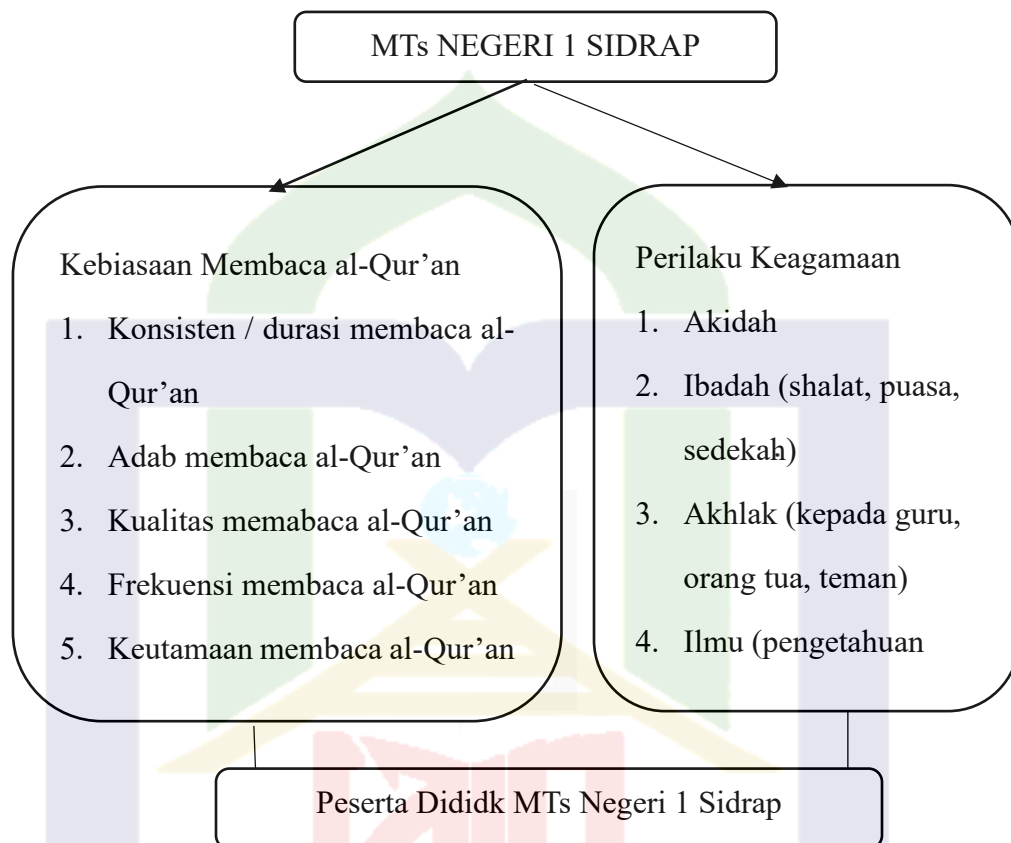 MTs NEGERI 1 SIDRAP
Kebiasaan Membaca al-Qur’an
1. Konsisten / durasi membaca al-
Qur’an
2. Adab membaca al-Qur’an
3. Kualitas memabaca al-Qur’an
4. Frekuensi membaca al-Qur’an
5. Keutamaan membaca al-Qur’an
Perilaku Keagamaan
1. Akidah
2. Ibadah (shalat, puasa,
sedekah)
3. Akhlak (kepada guru,
orang tua, teman)
4. Ilmu (pengetahuan
Peserta Dididk MTs Negeri 1 Sidrap